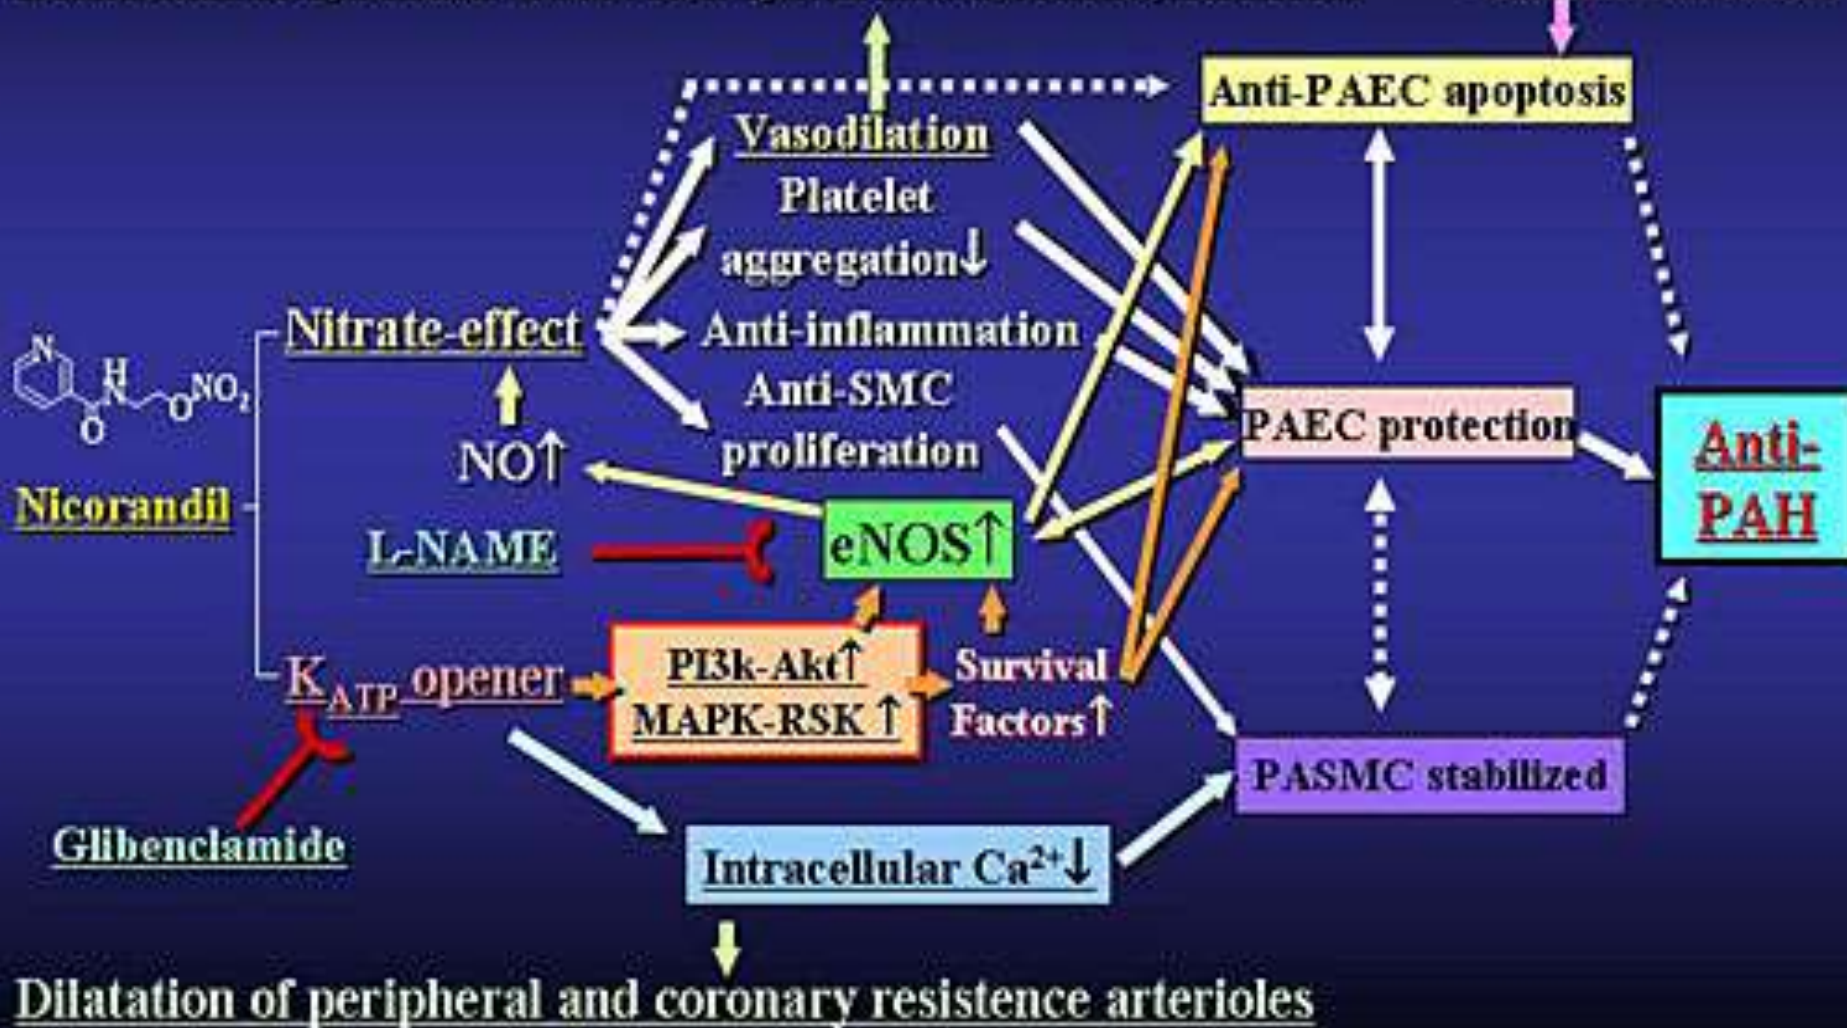 Vasodilation
Platelet
aggregation↓
Anti-inflammation
Anti-SMC
proliferation
Anti-PAEC apoptosis
Nitrate-effect
N
H
N
O
O
NO2
NO↑
Nicorandil
L-NAME
eNOS↑
PAEC protection
Anti-
PAH
KATP opener
PI3k-Akt↑
MAPK-RSK↑
Survival
Factors↑
PASMC stabilized
Glibenclamide
Intracellular Ca²⁺↓
Dilatation of peripheral and coronary resistence arterioles